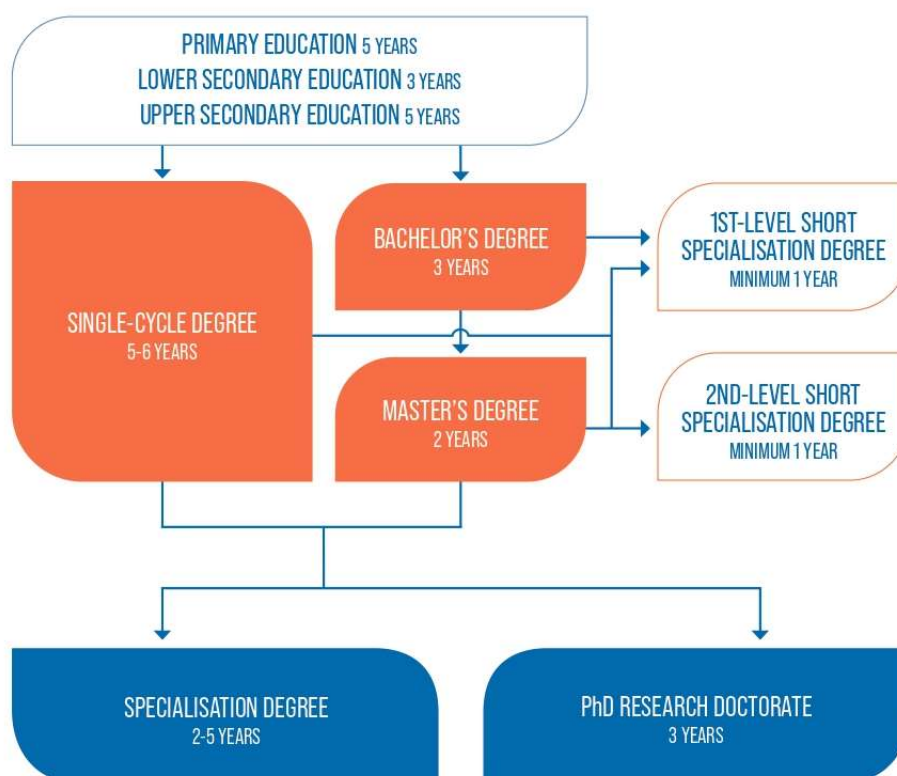 PRIMARY EDUCATION 5 YEARS
LOWER SECONDARY EDUCATION 3 YEARS
UPPER SECONDARY EDUCATION 5 YEARS
SINGLE-CYCLE DEGREE
5-6 YEARS
BACHELOR'S DEGREE
3 YEARS
1ST-LEVEL SHORT
SPECIALISATION DEGREE
MINIMUM 1 YEAR
MASTER'S DEGREE
2 YEARS
2ND-LEVEL SHORT
SPECIALISATION DEGREE
MINIMUM 1 YEAR
SPECIALISATION DEGREE
2-5 YEARS
PhD RESEARCH DOCTORATE
3 YEARS